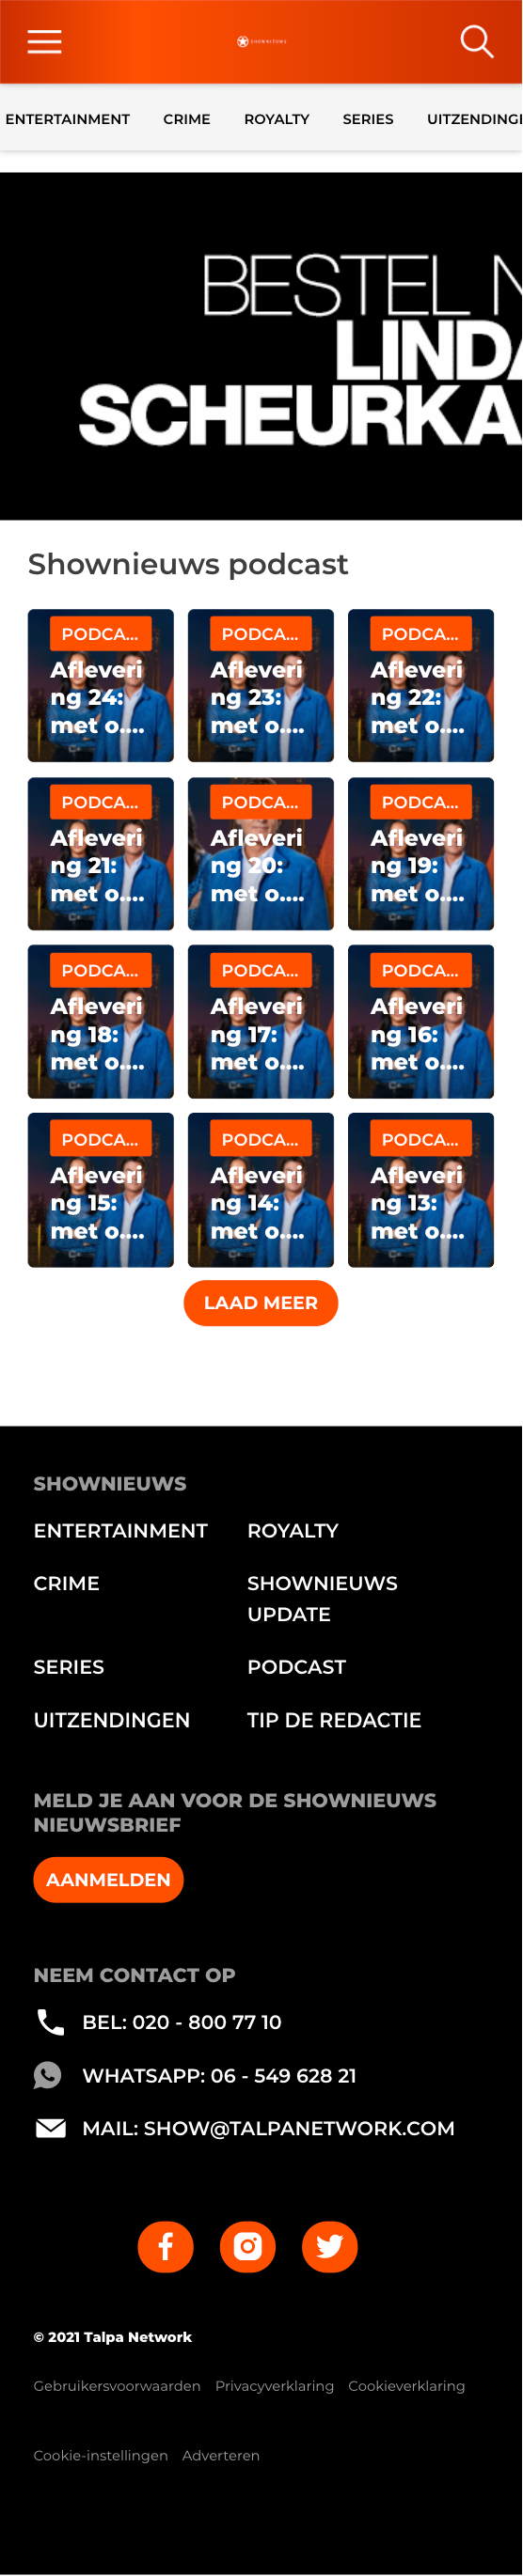 SHOWNIEUWS
ENTERTAINMENT CRIME ROYALTY SERIES UITZENDINGE
BESTEL N
LINDA
SCHEURKA
Shownieuws podcast
PODCA... PODCA... PODCA...
Afleveri Afleveri Afleveri
ng 24: ng 23: ng 22:
met o.... met o.... met o....
PODCA... PODCA... PODCA...
Afleveri Afleveri Afleveri
ng 21: ng 20: ng 19:
met o.... met o.... met o....
PODCA... PODCA... PODCA...
Afleveri Afleveri Afleveri
ng 18: ng 17: ng 16:
met o.... met o.... met o....
PODCA... PODCA... PODCA...
Afleveri Afleveri Afleveri
ng 15: ng 14: ng 13:
met o.... met o.... met o....
LAAD MEER
SHOWNIEUWS
ENTERTAINMENT ROYALTY
CRIME SHOWNIEUWS
UPDATE
SERIES PODCAST
UITZENDINGEN TIP DE REDACTIE
MELD JE AAN VOOR DE SHOWNIEUWS
NIEUWSBRIEF
AANMELDEN
NEEM CONTACT OP
BEL: 020 - 800 77 10
WHATSAPP: 06 - 549 628 21
MAIL: SHOW@TALPANETWORK.COM
© 2021 Talpa Network
Gebruikersvoorwaarden Privacyverklaring Cookieverklaring
Cookie-instellingen Adverteren